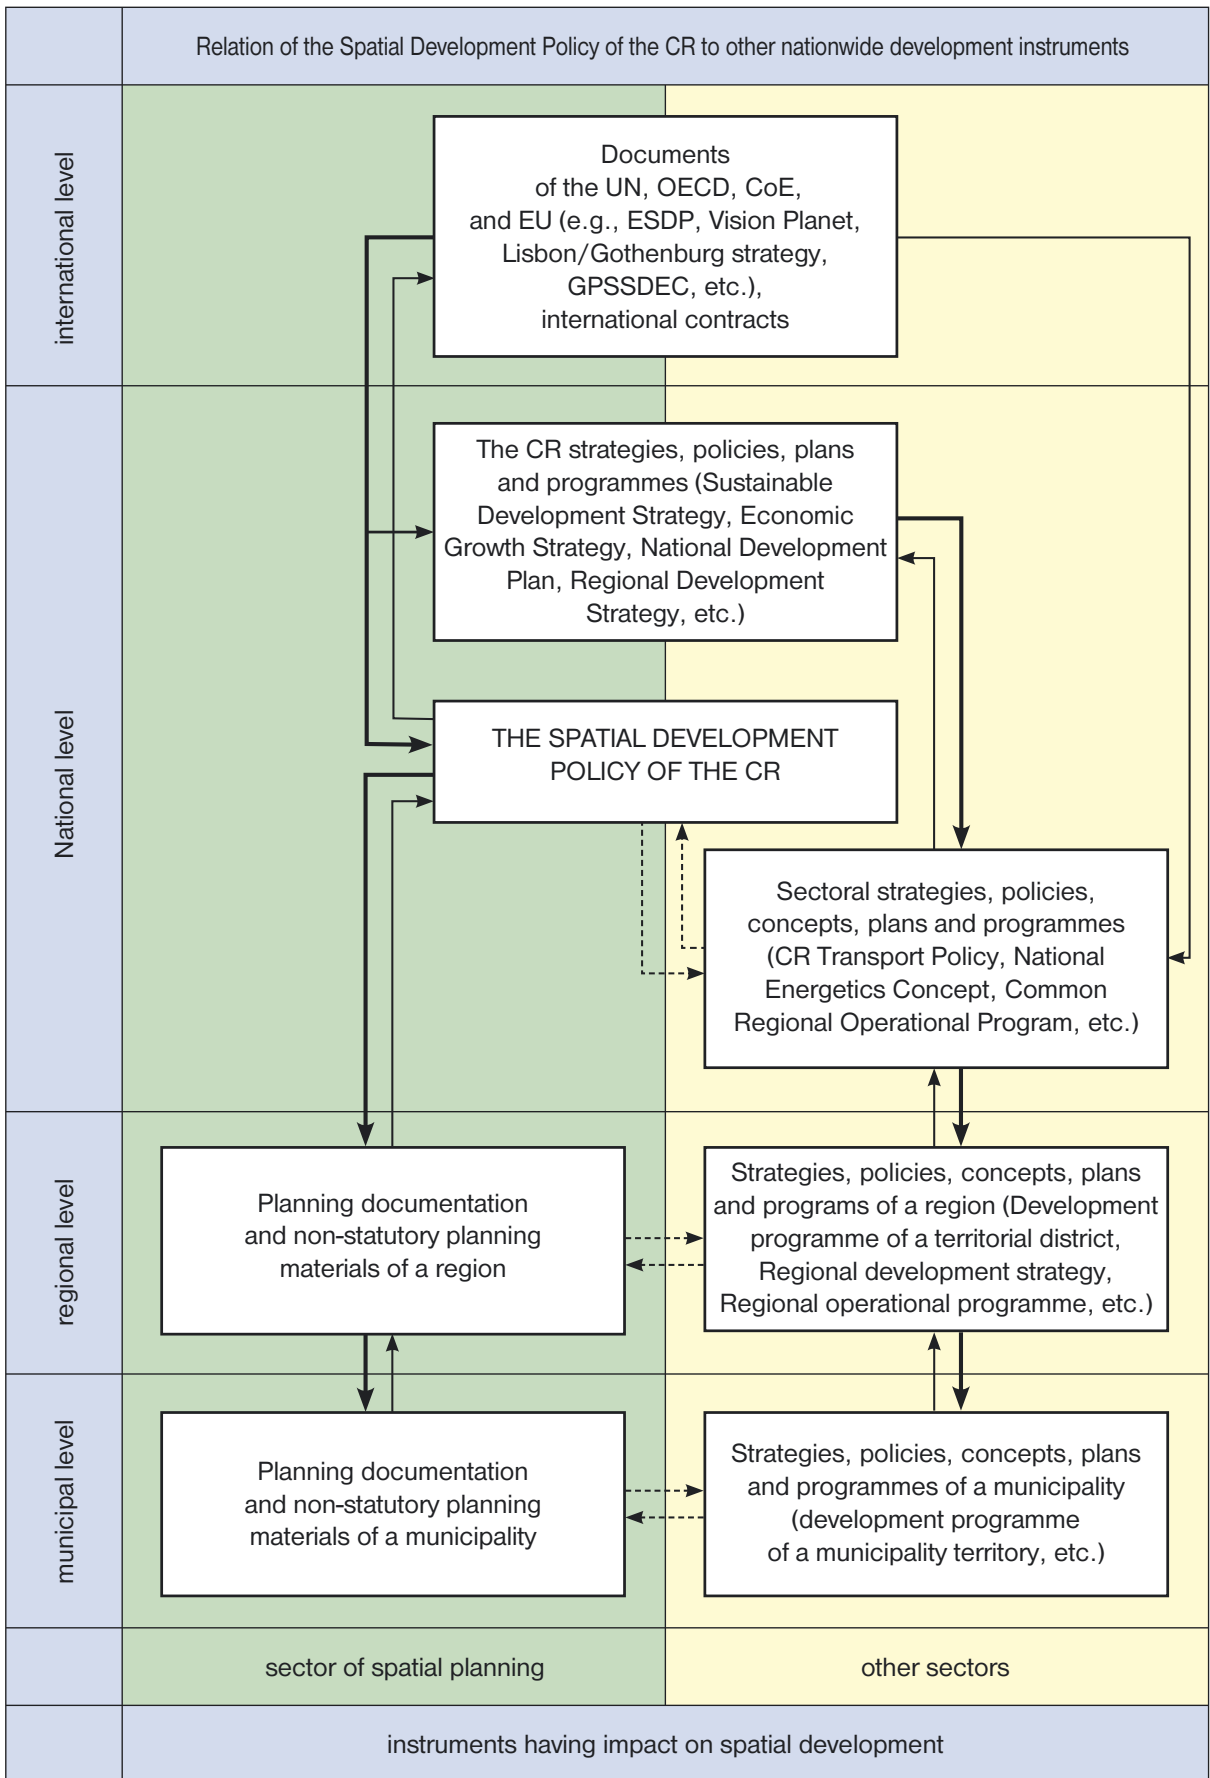 Relation of the Spatial Development Policy of the CR to other nationwide development instruments
international level
Documents
of the UN, OECD, CoE,
and EU (e.g., ESDP, Vision Planet,
Lisbon/Gothenburg strategy,
GPSSDEC, etc.),
international contracts
National level
The CR strategies, policies, plans
and programmes (Sustainable
Development Strategy, Economic
Growth Strategy, National Development
Plan, Regional Development
Strategy, etc.)
THE SPATIAL DEVELOPMENT
POLICY OF THE CR
Sectoral strategies, policies,
concepts, plans and programmes
(CR Transport Policy, National
Energetics Concept, Common
Regional Operational Program, etc.)
regional level
Planning documentation
and non-statutory planning
materials of a region
Strategies, policies, concepts, plans
and programs of a region (Development
programme of a territorial district,
Regional development strategy,
Regional operational programme, etc.)
municipal level
Planning documentation
and non-statutory planning
materials of a municipality
Strategies, policies, concepts, plans
and programmes of a municipality
(development programme
of a municipality territory, etc.)
sector of spatial planning
other sectors
instruments having impact on spatial development